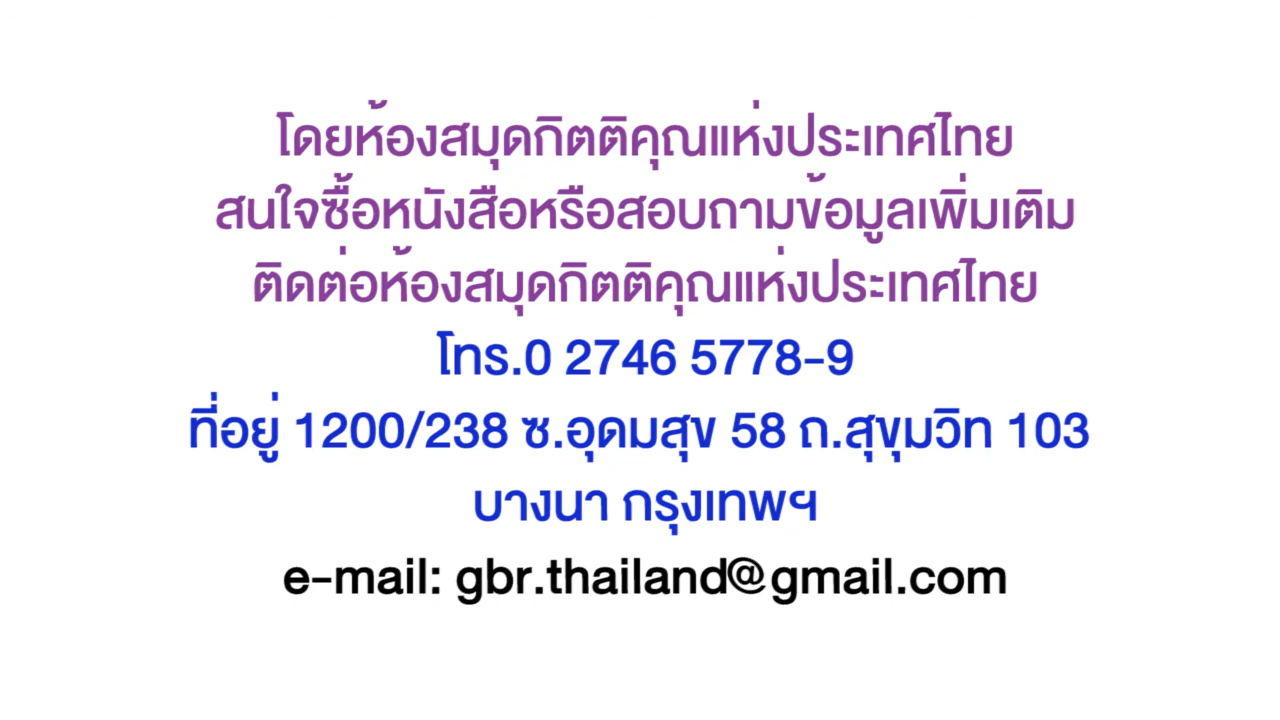 โดยห้องสมุดกิตติคุณแห่งประเทศไทย
สนใจซื้อหนังสือหรือสอบถามข้อมูลเพิ่มเติม
ติดต่อห้องสมุดกิตติคุณแห่งประเทศไทย
โทร.0 2746 5778-9
ที่อยู่ 1200/238 ซ.อุดมสุข 58 ถ.สุขุมวิท 103
บางนา กรุงเทพฯ
e-mail: gbr.thailand@gmail.com